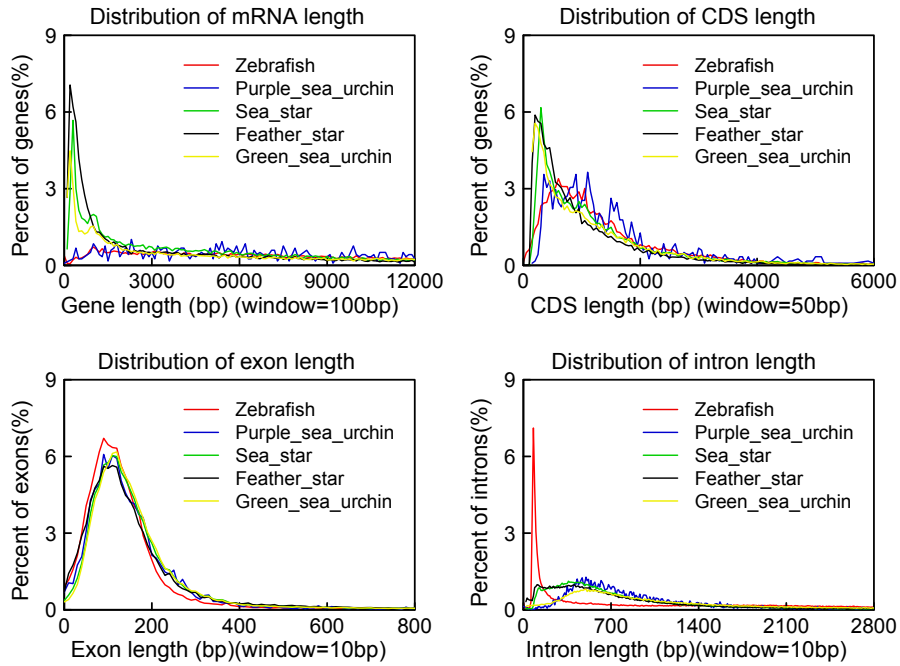 Distribution of mRNA length
9
6
3
0
Percent of genes(%)
Zebrafish
Purple_sea_urchin
Sea_star
Feather_star
Green_sea_urchin
0 3000 6000 9000 12000
Gene length (bp) (window=100bp)
Distribution of CDS length
9
6
3
0
Percent of genes(%)
Zebrafish
Purple_sea_urchin
Sea_star
Feather_star
Green_sea_urchin
0 2000 4000 6000
CDS length (bp) (window=50bp)
Distribution of exon length
9
6
3
0
Percent of exons(%)
Zebrafish
Purple_sea_urchin
Sea_star
Feather_star
Green_sea_urchin
0 200 400 600 800
Exon length (bp)(window=10bp)
Distribution of intron length
9
6
3
0
Percent of introns(%)
Zebrafish
Purple_sea_urchin
Sea_star
Feather_star
Green_sea_urchin
0 700 1400 2100 2800
Intron length (bp)(window=10bp)